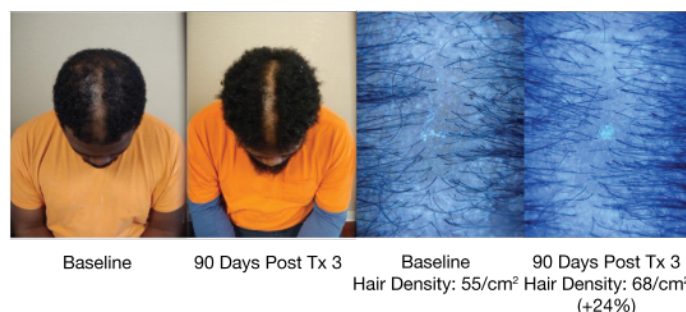 Baseline
90 Days Post Tx 3
Baseline
Hair Density: 55/cm²
90 Days Post Tx 3
Hair Density: 68/cm²
(+24%)